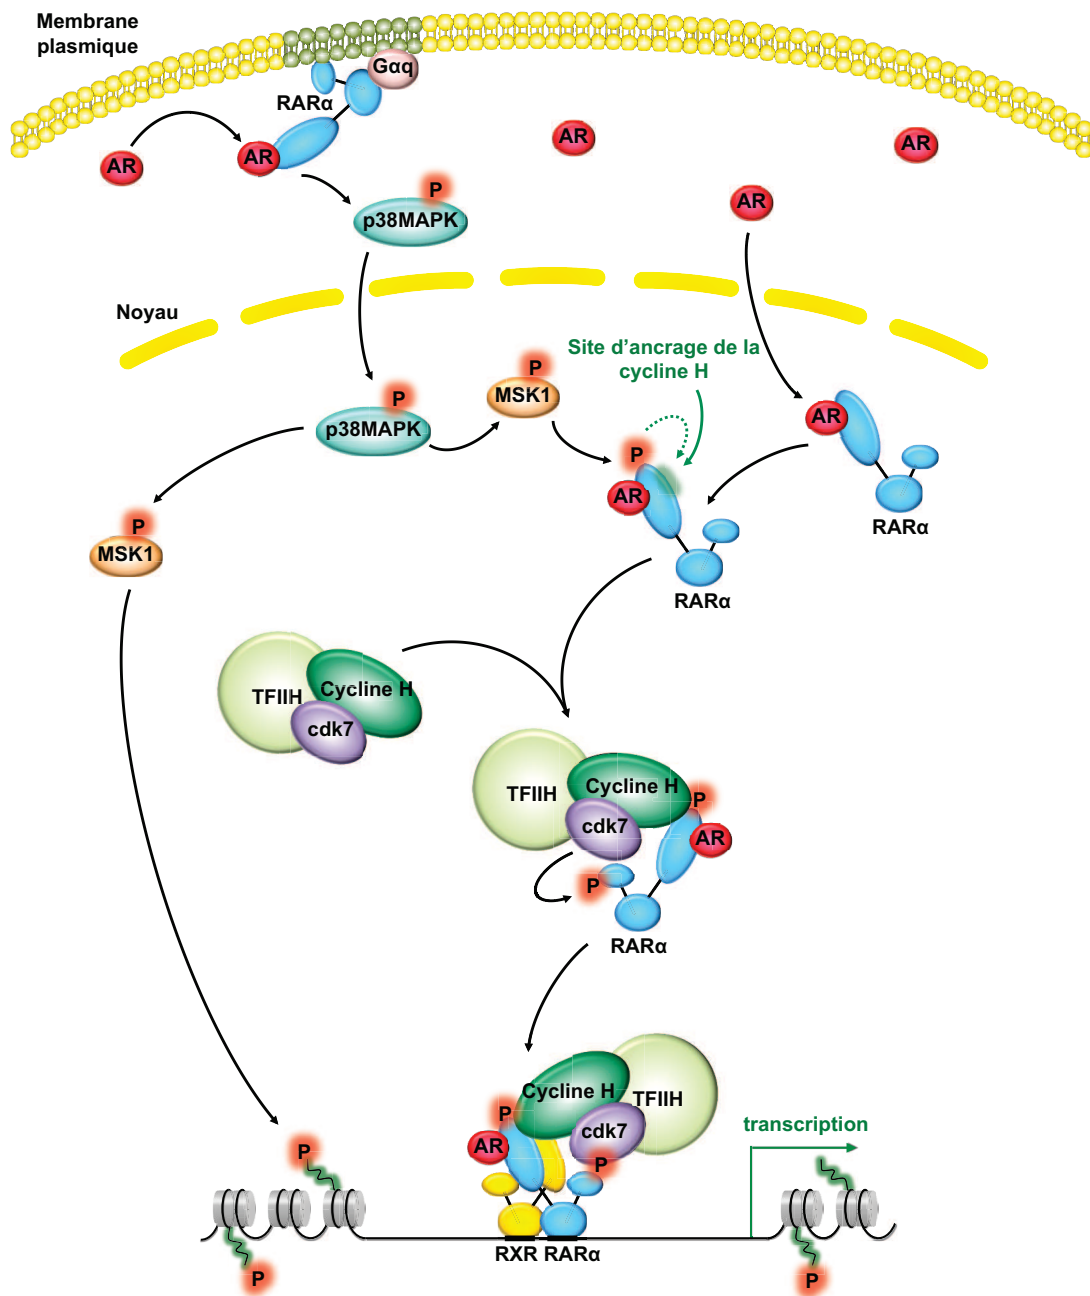 Membrane
plasmique
Gαq
RARα
AR
AR
AR
AR
AR
P
p38MAPK
Noyau
Site d'ancrage de la
cycline H
P
MSK1
P
p38MAPK
AR
P
AR
RARα
P
MSK1
RARα
TFIIH
Cycline H
cdk7
TFIIH
Cycline H
P
cdk7
AR
P
RARα
Cycline H
TFIIH
P
cdk7
AR
P
transcription
P
P
P
RXR
RARα